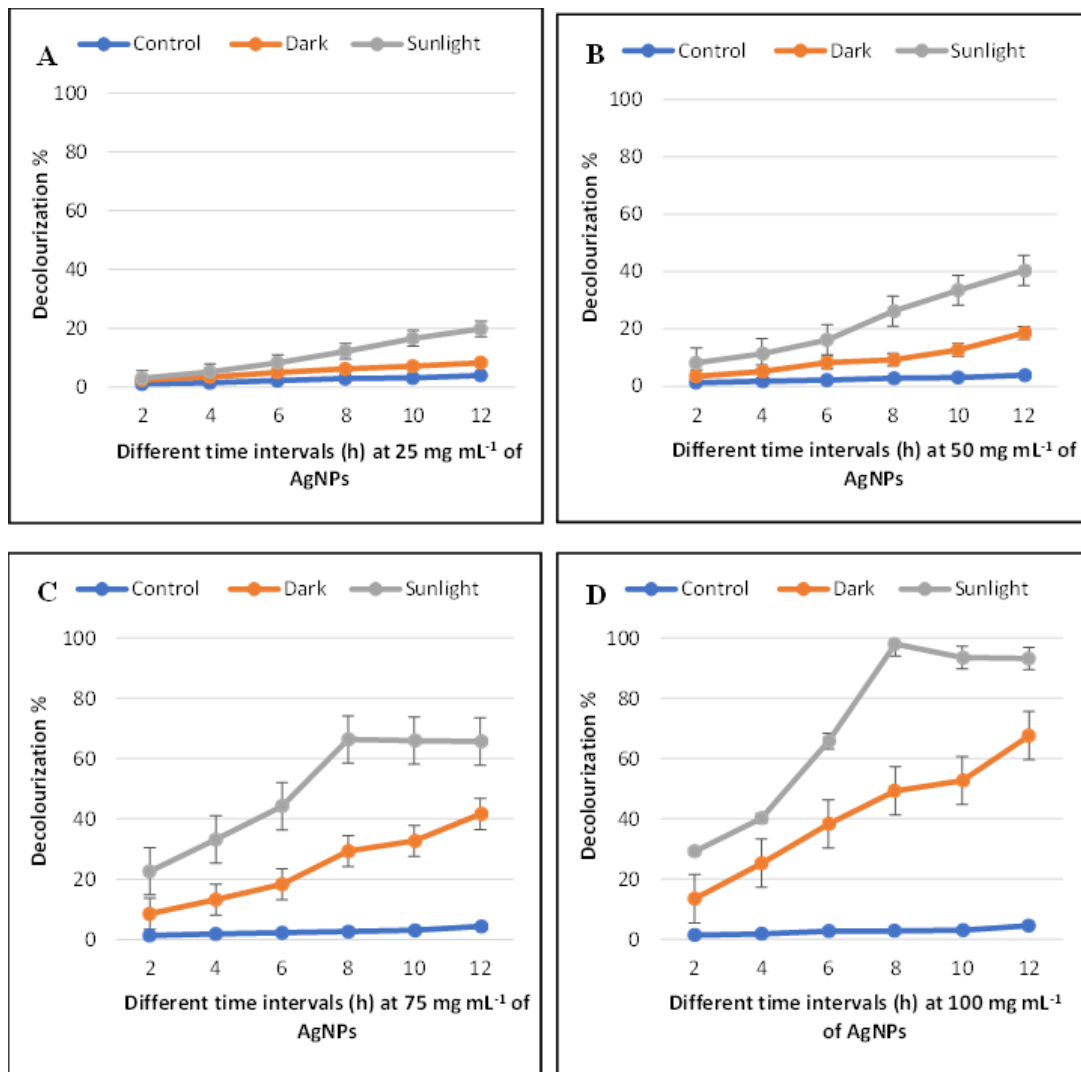 A
Control Dark Sunlight
Decolourization %
100
80
60
40
20
0
2 4 6 8 10 12
Different time intervals (h) at 25 mg mL⁻¹ of
AgNPs
B
Control Dark Sunlight
Decolourization %
100
80
60
40
20
0
2 4 6 8 10 12
Different time intervals (h) at 50 mg mL⁻¹ of
AgNPs
C
Control Dark Sunlight
Decolourization %
100
80
60
40
20
0
2 4 6 8 10 12
Different time intervals (h) at 75 mg mL⁻¹ of
AgNPs
D
Control Dark Sunlight
Decolourization %
100
80
60
40
20
0
2 4 6 8 10 12
Different time intervals (h) at 100 mg mL⁻¹
of AgNPs